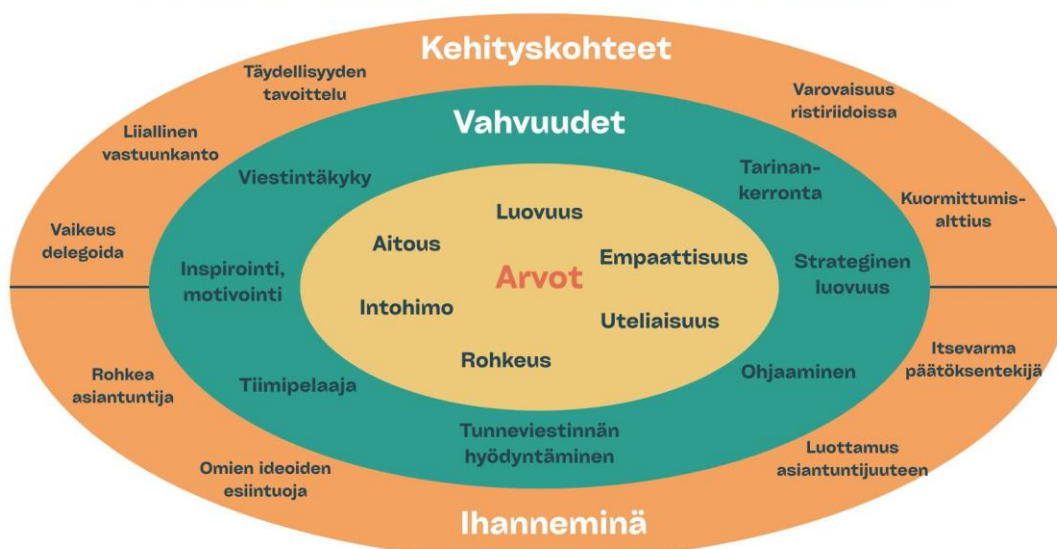 Kehityskohteet
Täydellisyyden
tavoittelu
Varovaisuus
ristiriidoissa
Liiallinen
vastuunkanto
Kuormittumis-
alttius
Vaikeus
delegoida
Vahvuudet
Viestintäkyky
Tarinan-
kerronta
Inspirointi,
motivointi
Strateginen
luovuus
Tiimipelaaja
Ohjaaminen
Tunneviestinnän
hyödyntäminen
Luovuus
Aitous
Empaattisuus
Arvot
Intohimo
Uteliaisuus
Rohkeus
Rohkea
asiantuntija
Itsevarma
päätöksentekijä
Omien ideoiden
esiintuoja
Luottamus
asiantuntijuuteen
Ihanneminä